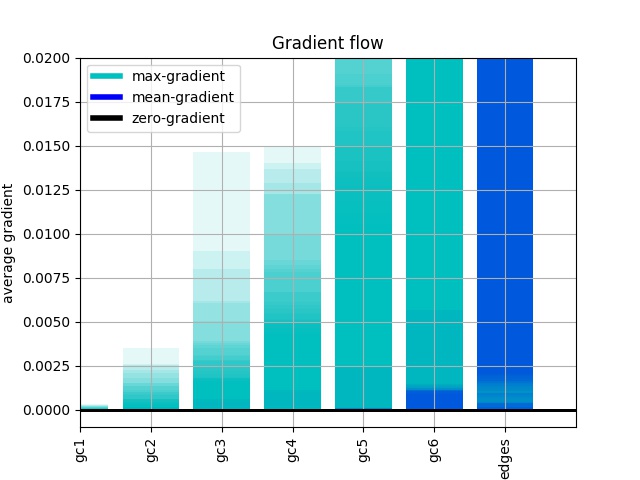 Gradient flow
max-gradient
mean-gradient
zero-gradient
average gradient
0.0200
0.0175
0.0150
0.0125
0.0100
0.0075
0.0050
0.0025
0.0000
gc1
gc2
gc3
gc4
gc5
gc6
edges